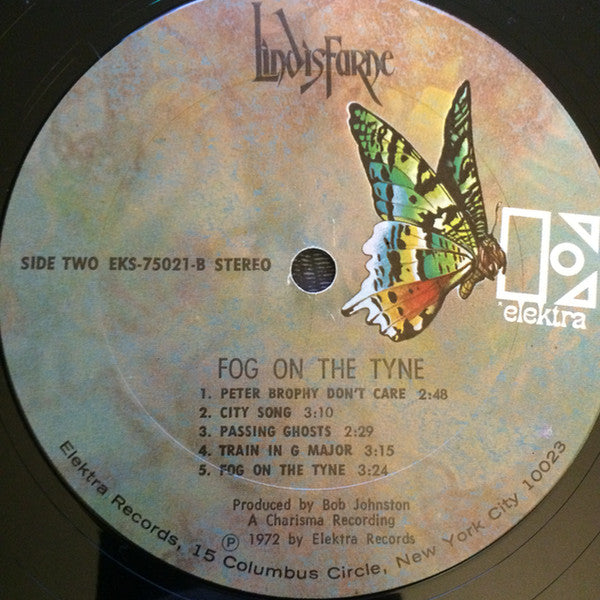 Lindisfarne
SIDE TWO EKS-75021-B STEREO
*elektra
FOG ON THE TYNE
1. PETER BROPHY DON'T CARE 2:48
2. CITY SONG 3:10
3. PASSING GHOSTS 2:29
4. TRAIN IN G MAJOR 3:15
5. FOG ON THE TYNE 3:24
Produced by Bob Johnston
A Charisma Recording
Ⓟ 1972 by Elektra Records
Elektra Records, 15 Columbus Circle, New York City 10023